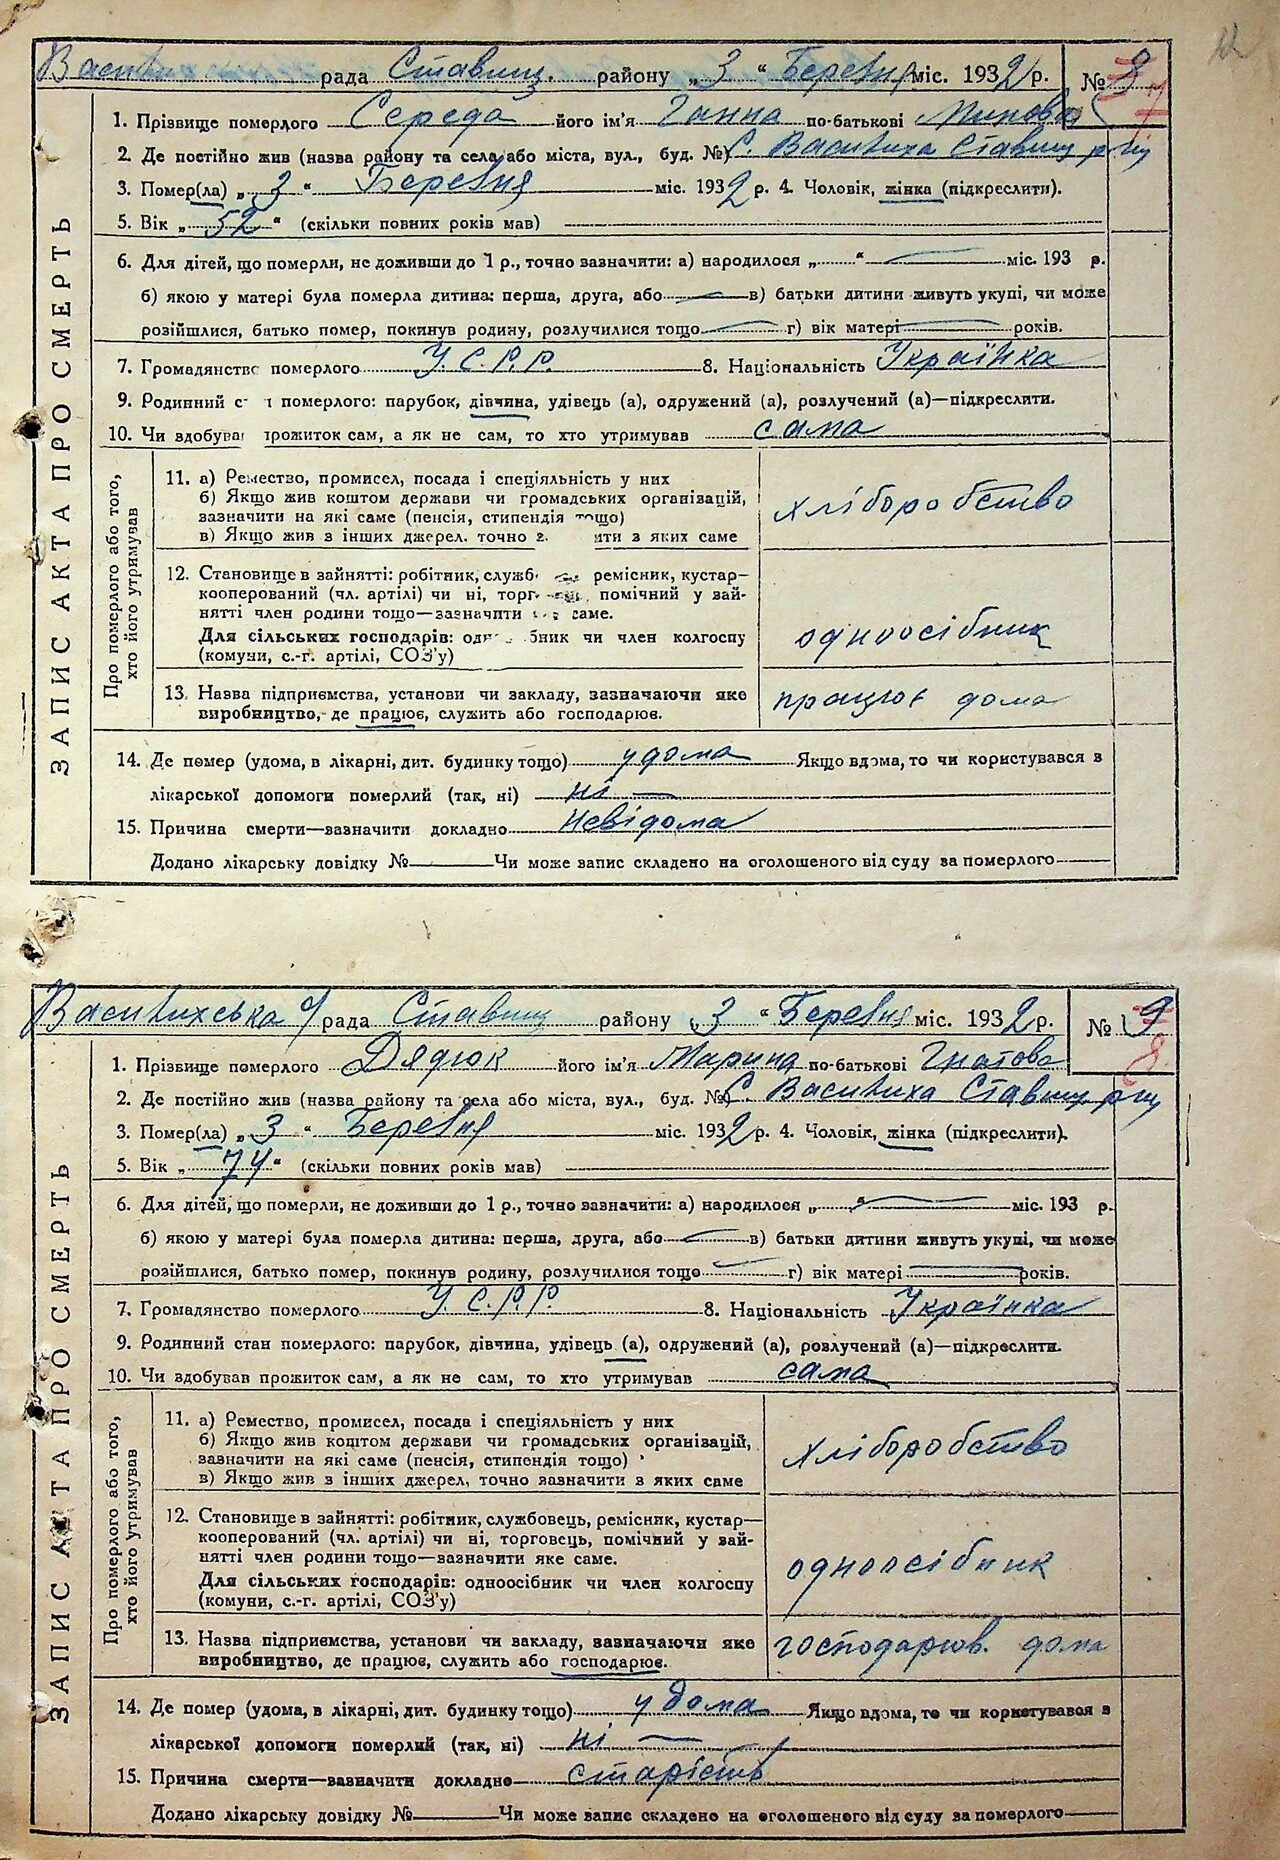 12
Василих рада Ставищ. району „3“ Березня міс. 1932 р. №
1. Прізвище померлого Середа його ім'я Ганна по-батькові
2. Де постійно жив (назва району та села або міста, вул., буд. №) С. Василиха Ставищ р-ну
3. Помер(ла) „3“ Березня міс. 1932 р. 4. Чоловік, жінка (підкреслити).
5. Вік „52“ (скільки повних років мав)
6. Для дітей, що померли, не доживши до 1 р., точно зазначити: а) народилося „ “ міс. 193 р.
б) якою у матері була померла дитина: перша, друга, або в) батьки дитини живуть укупі, чи може
розійшлися, батько помер, покинув родину, розлучилися тощо г) вік матері років.
7. Громадянство померлого У.С.Р.Р. 8. Національність Українка
9. Родинний с н померлого: парубок, дівчина, удівець (а), одружений (а), розлучений (а)—підкреслити.
10. Чи здобував прожиток сам, а як не сам, то хто утримував сама
ЗАПИС АКТА ПРО СМЕРТЬ
Про померлого або того,
хто його утримував
11. а) Ремество, промисел, посада і спеціяльність у них
б) Якщо жив коштом держави чи громадських організацій,
зазначити на які саме (пенсія, стипендія тощо)
в) Якщо жив з інших джерел. точно з ити з яких саме
хліборобство
12. Становище в зайнятті: робітник, служб ремісник, кустар—
кооперований (чл. артілі) чи ні, торг помічний у зай-
нятті член родини тощо—зазначити саме.
Для сільських господарів: одн бник чи член колгоспу
(комуни, с.-г. артілі, СОЗ'у)
одноосібник
13. Назва підприємства, установи чи закладу, зазначаючи яке
виробництво, де працює, служить або господарює.
працює дома
14. Де помер (удома, в лікарні, дит. будинку тощо) удома Якщо вдома, то чи користувався з
лікарської допомоги померлий (так, ні) ні
15. Причина смерти—зазначити докладно невідома
Додано лікарську довідку № Чи може запис складено на оголошеного від суду за померлого
Василихська с/ рада Ставищ району „3“ Березня міс. 1932 р. № 9
8
1. Прізвище померлого Дядюк його ім'я Марина по-батькові Гнатова
2. Де постійно жив (назва району та села або міста, вул., буд. №) С. Василиха Ставищ. р-ну
3. Помер(ла) „3“ Березня міс. 1932 р. 4. Чоловік, жінка (підкреслити).
5. Вік „74“ (скільки повних років мав)
6. Для дітей, що померли, не доживши до 1 р., точно зазначити: а) народилося „ “ міс. 193 р.
б) якою у матері була померла дитина: перша, друга, або в) батьки дитини живуть укупі, чи може
розійшлися, батько помер, покинув родину, розлучилися тощо г) вік матері років.
7. Громадянство померлого У.С.Р.Р. 8. Національність Українка
9. Родинний стан померлого: парубок, дівчина, удівець (а), одружений (а), розлучений (а)—підкреслити.
10. Чи здобував прожиток сам, а як не сам, то хто утримував сама
ЗАПИС АКТА ПРО СМЕРТЬ
Про померлого або того,
хто його утримував
11. а) Ремество, промисел, посада і спеціяльність у них
б) Якщо жив коштом держави чи громадських організацій,
зазначити на які саме (пенсія, стипендія тощо)
в) Якщо жив з інших джерел, точно зазначити з яких саме
хліборобство
12. Становище в зайнятті: робітник, службовець, ремісник, кустар—
кооперований (чл. артілі) чи ні, торговець, помічний у зай-
нятті член родини тощо—зазначити яке саме.
Для сільських господарів: одноосібник чи член колгоспу
(комуни, с.-г. артілі, СОЗ'у)
одноосібник
13. Назва підприємства, установи чи закладу, зазначаючи яке
виробництво, де працює, служить або господарює.
господарюв. дома
14. Де помер (удома, в лікарні, дит. будинку тощо) удома Якщо вдома, то чи користувався з
лікарської допомоги померлий (так, ні) ні
15. Причина смерти—зазначити докладно старість
Додано лікарську довідку № Чи може запис складено на оголошеного від суду за померлого